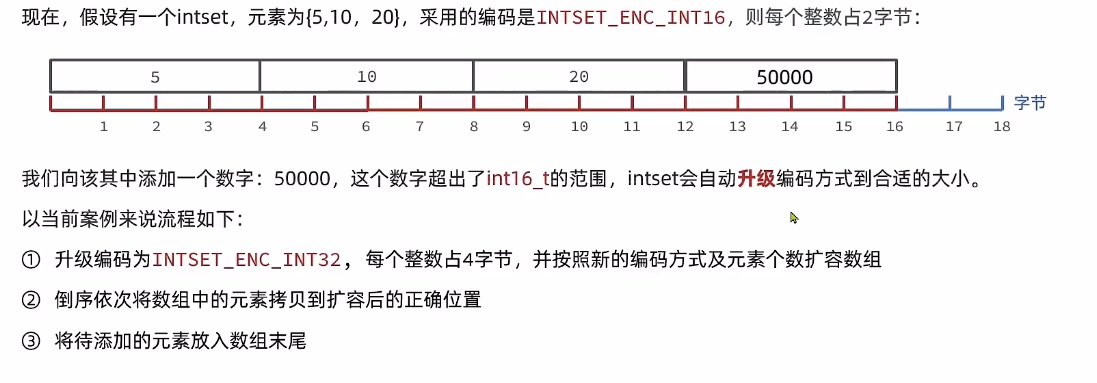 现在，假设有一个intset，元素为{5,10，20}，采用的编码是INTSET_ENC_INT16，则每个整数占2字节：
5 10 20 50000
字节
1 2 3 4 5 6 7 8 9 10 11 12 13 14 15 16 17 18
我们向该其中添加一个数字：50000，这个数字超出了int16_t的范围，intset会自动升级编码方式到合适的大小。
以当前案例来说流程如下：
① 升级编码为INTSET_ENC_INT32，每个整数占4字节，并按照新的编码方式及元素个数扩容数组
② 倒序依次将数组中的元素拷贝到扩容后的正确位置
③ 将待添加的元素放入数组末尾